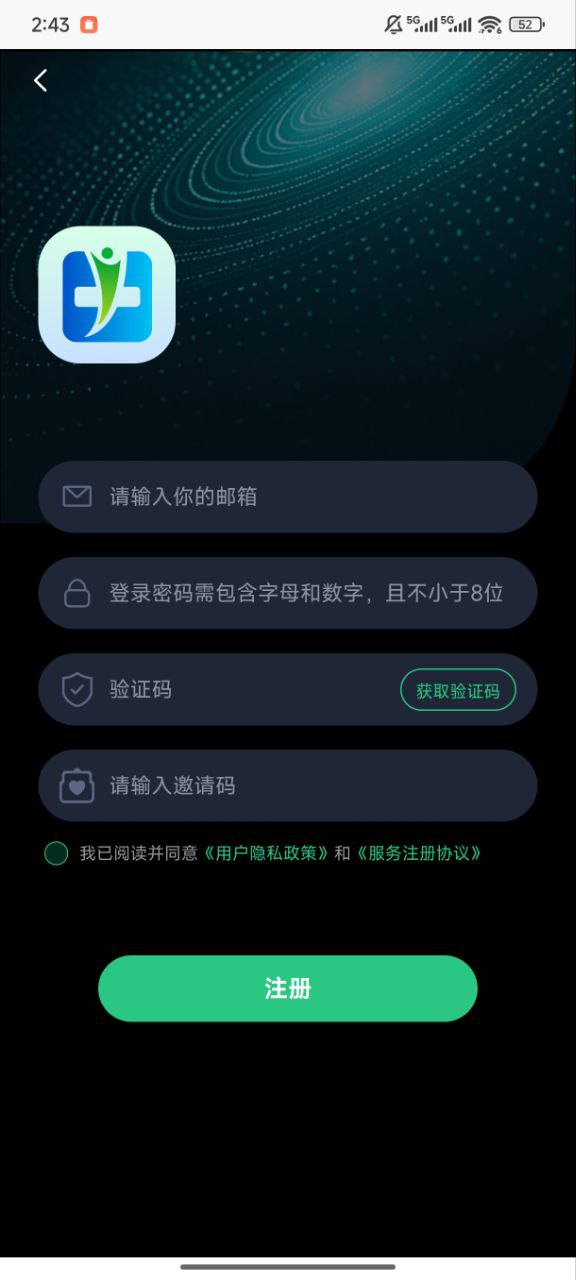 2:43 5G 5G 52
请输入你的邮箱
登录密码需包含字母和数字，且不小于8位
验证码 获取验证码
请输入邀请码
我已阅读并同意《用户隐私政策》和《服务注册协议》
注册